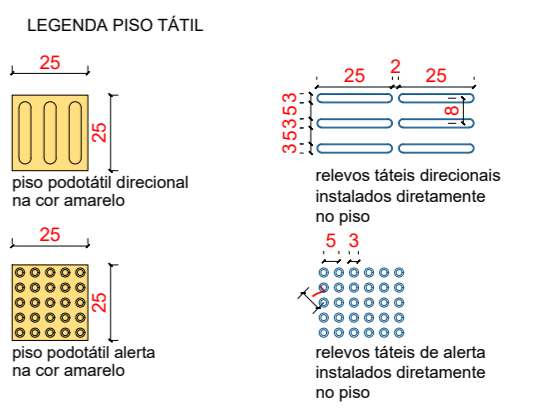 LEGENDA PISO TÁTIL
25
25
piso podotátil direcional
na cor amarelo
25 2 25
3 5 3 5 3
8
relevos táteis direcionais
instalados diretamente
no piso
25
25
piso podotátil alerta
na cor amarelo
5 3
7
relevos táteis de alerta
instalados diretamente
no piso